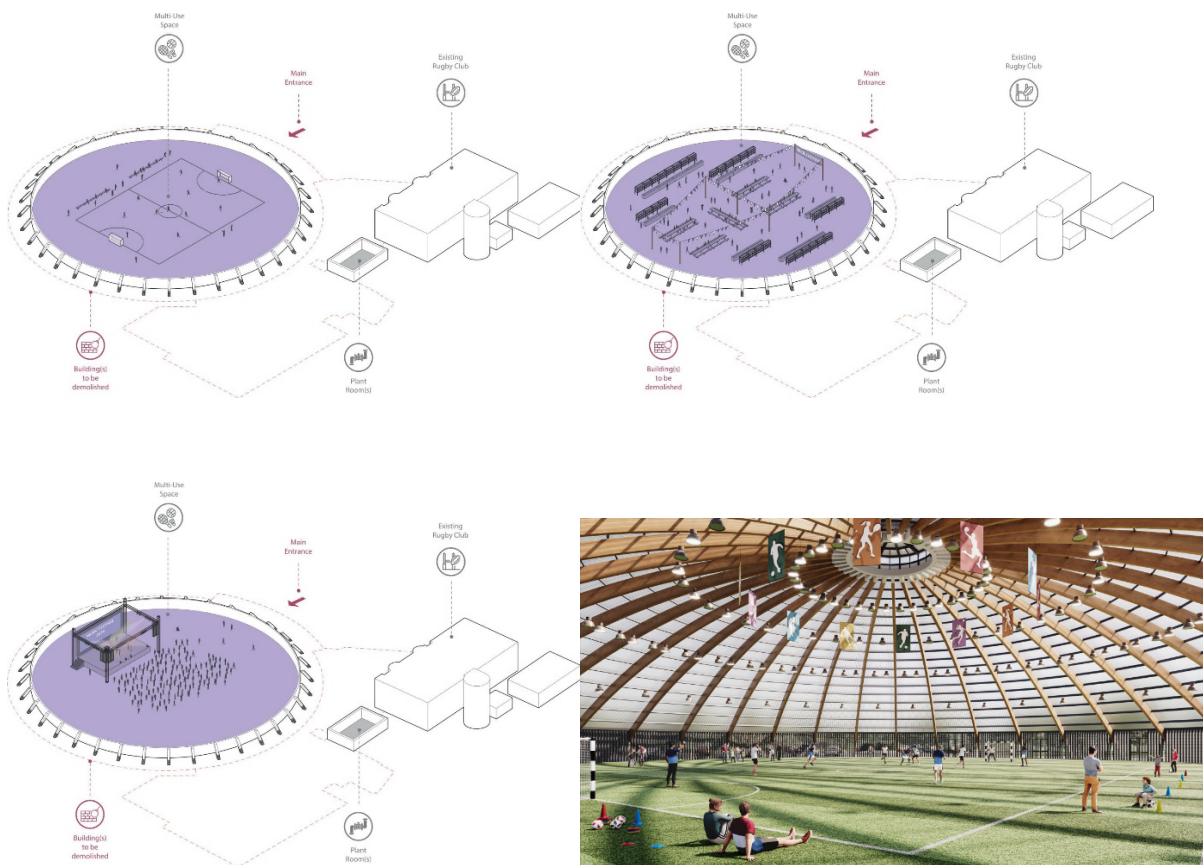 Multi-Use
Space
Existing
Rugby Club
Main
Entrance
Building(s)
to be
demolished
Plant
Room(s)
Multi-Use
Space
Existing
Rugby Club
Main
Entrance
Building(s)
to be
demolished
Plant
Room(s)
Multi-Use
Space
Existing
Rugby Club
Main
Entrance
Building(s)
to be
demolished
Plant
Room(s)